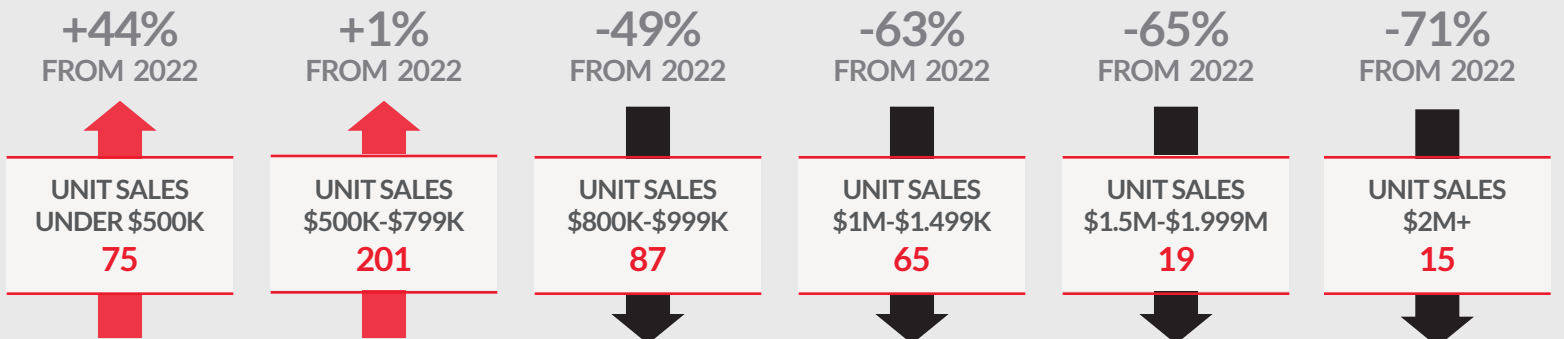 +44%
FROM 2022
UNIT SALES
UNDER $500K
75
+1%
FROM 2022
UNIT SALES
$500K-$799K
201
-49%
FROM 2022
UNIT SALES
$800K-$999K
87
-63%
FROM 2022
UNIT SALES
$1M-$1.499K
65
-65%
FROM 2022
UNIT SALES
$1.5M-$1.999M
19
-71%
FROM 2022
UNIT SALES
$2M+
15